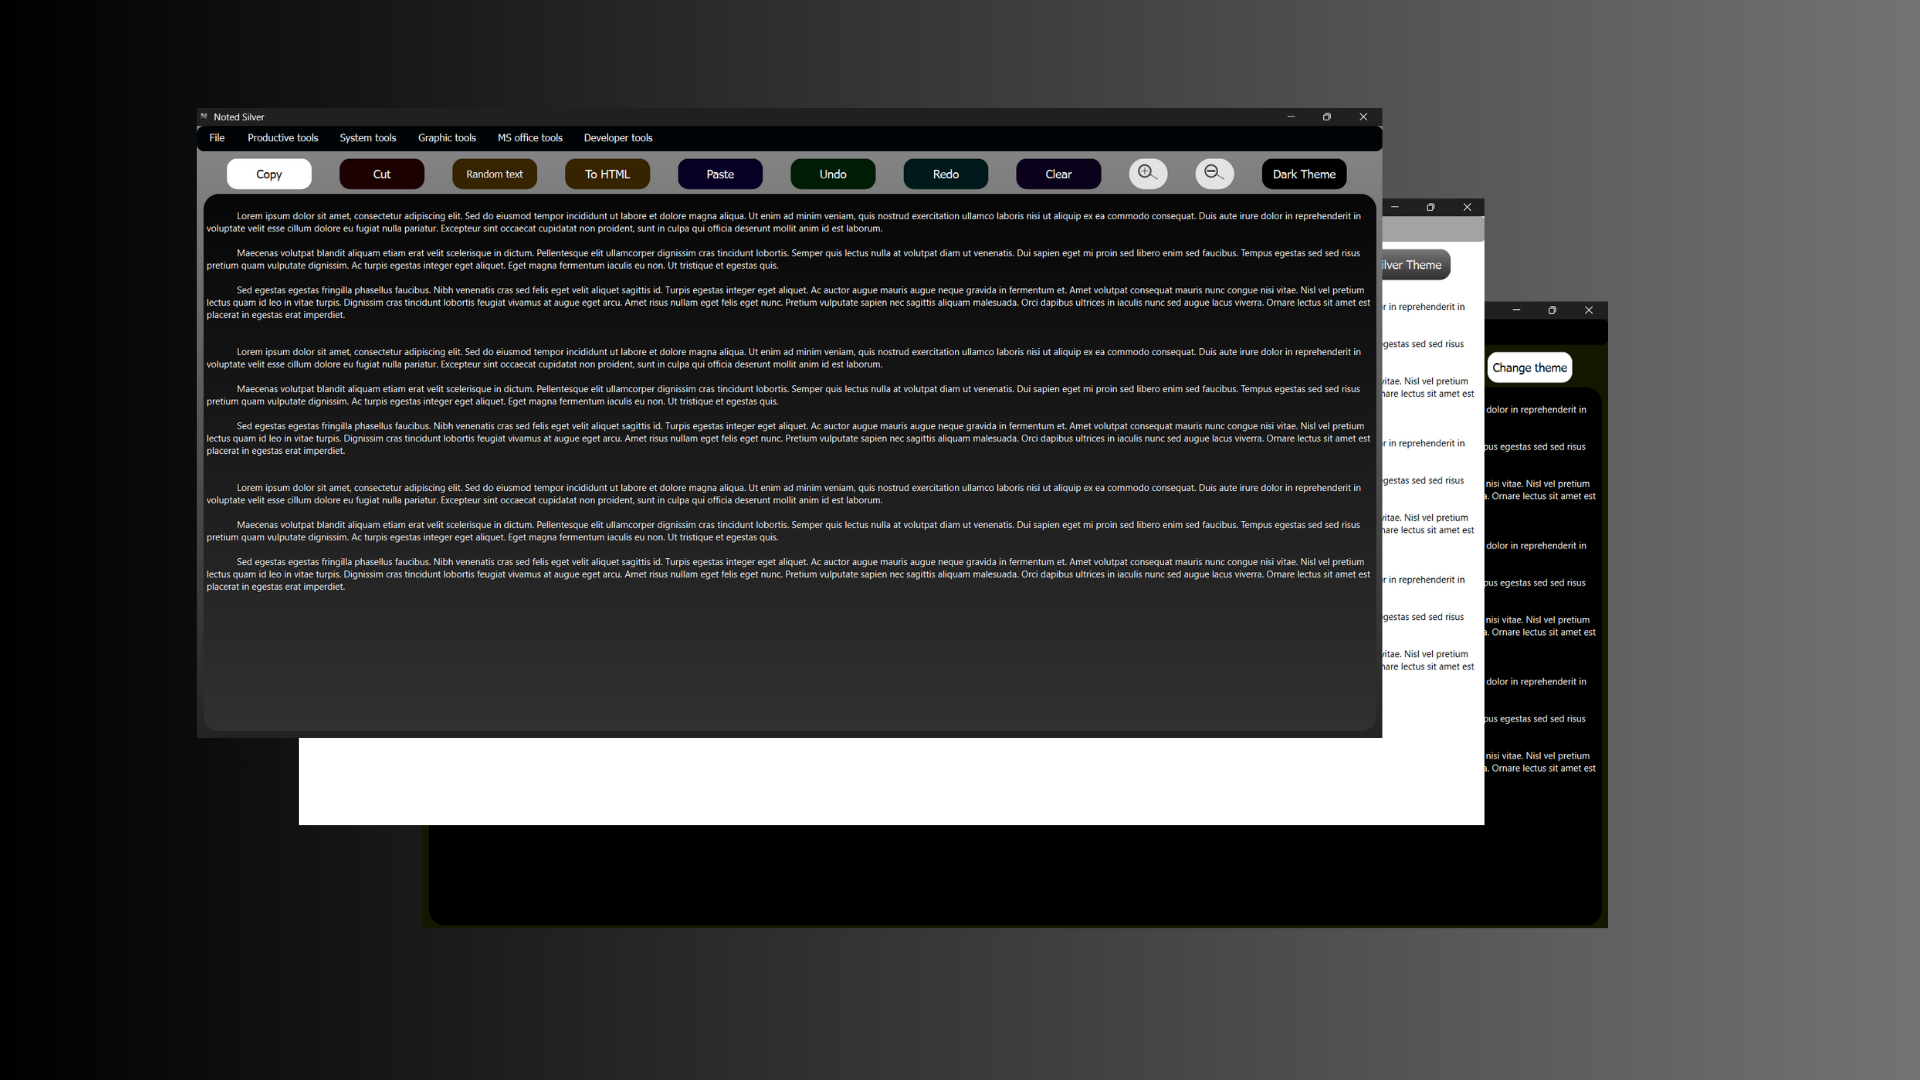 Noted Silver
File Productive tools System tools Graphic tools MS office tools Developer tools
Copy Cut Random text To HTML Paste Undo Redo Clear Dark Theme
Lorem ipsum dolor sit amet, consectetur adipiscing elit. Sed do eiusmod tempor incididunt ut labore et dolore magna aliqua. Ut enim ad minim veniam, quis nostrud exercitation ullamco laboris nisi ut aliquip ex ea commodo consequat. Duis aute irure dolor in reprehenderit in
voluptate velit esse cillum dolore eu fugiat nulla pariatur. Excepteur sint occaecat cupidatat non proident, sunt in culpa qui officia deserunt mollit anim id est laborum.
Maecenas volutpat blandit aliquam etiam erat velit scelerisque in dictum. Pellentesque elit ullamcorper dignissim cras tincidunt lobortis. Semper quis lectus nulla at volutpat diam ut venenatis. Dui sapien eget mi proin sed libero enim sed faucibus. Tempus egestas sed sed risus
pretium quam vulputate dignissim. Ac turpis egestas integer eget aliquet. Eget magna fermentum iaculis eu non. Ut tristique et egestas quis.
Sed egestas egestas fringilla phasellus faucibus. Nibh venenatis cras sed felis eget velit aliquet sagittis id. Turpis egestas integer eget aliquet. Ac auctor augue mauris augue neque gravida in fermentum et. Amet volutpat consequat mauris nunc congue nisi vitae. Nisl vel pretium
lectus quam id leo in vitae turpis. Dignissim cras tincidunt lobortis feugiat vivamus at augue eget arcu. Amet risus nullam eget felis eget nunc. Pretium vulputate sapien nec sagittis aliquam malesuada. Orci dapibus ultrices in iaculis nunc sed augue lacus viverra. Ornare lectus sit amet est
placerat in egestas erat imperdiet.
Lorem ipsum dolor sit amet, consectetur adipiscing elit. Sed do eiusmod tempor incididunt ut labore et dolore magna aliqua. Ut enim ad minim veniam, quis nostrud exercitation ullamco laboris nisi ut aliquip ex ea commodo consequat. Duis aute irure dolor in reprehenderit in
voluptate velit esse cillum dolore eu fugiat nulla pariatur. Excepteur sint occaecat cupidatat non proident, sunt in culpa qui officia deserunt mollit anim id est laborum.
Maecenas volutpat blandit aliquam etiam erat velit scelerisque in dictum. Pellentesque elit ullamcorper dignissim cras tincidunt lobortis. Semper quis lectus nulla at volutpat diam ut venenatis. Dui sapien eget mi proin sed libero enim sed faucibus. Tempus egestas sed sed risus
pretium quam vulputate dignissim. Ac turpis egestas integer eget aliquet. Eget magna fermentum iaculis eu non. Ut tristique et egestas quis.
Sed egestas egestas fringilla phasellus faucibus. Nibh venenatis cras sed felis eget velit aliquet sagittis id. Turpis egestas integer eget aliquet. Ac auctor augue mauris augue neque gravida in fermentum et. Amet volutpat consequat mauris nunc congue nisi vitae. Nisl vel pretium
lectus quam id leo in vitae turpis. Dignissim cras tincidunt lobortis feugiat vivamus at augue eget arcu. Amet risus nullam eget felis eget nunc. Pretium vulputate sapien nec sagittis aliquam malesuada. Orci dapibus ultrices in iaculis nunc sed augue lacus viverra. Ornare lectus sit amet est
placerat in egestas erat imperdiet.
Lorem ipsum dolor sit amet, consectetur adipiscing elit. Sed do eiusmod tempor incididunt ut labore et dolore magna aliqua. Ut enim ad minim veniam, quis nostrud exercitation ullamco laboris nisi ut aliquip ex ea commodo consequat. Duis aute irure dolor in reprehenderit in
voluptate velit esse cillum dolore eu fugiat nulla pariatur. Excepteur sint occaecat cupidatat non proident, sunt in culpa qui officia deserunt mollit anim id est laborum.
Maecenas volutpat blandit aliquam etiam erat velit scelerisque in dictum. Pellentesque elit ullamcorper dignissim cras tincidunt lobortis. Semper quis lectus nulla at volutpat diam ut venenatis. Dui sapien eget mi proin sed libero enim sed faucibus. Tempus egestas sed sed risus
pretium quam vulputate dignissim. Ac turpis egestas integer eget aliquet. Eget magna fermentum iaculis eu non. Ut tristique et egestas quis.
Sed egestas egestas fringilla phasellus faucibus. Nibh venenatis cras sed felis eget velit aliquet sagittis id. Turpis egestas integer eget aliquet. Ac auctor augue mauris augue neque gravida in fermentum et. Amet volutpat consequat mauris nunc congue nisi vitae. Nisl vel pretium
lectus quam id leo in vitae turpis. Dignissim cras tincidunt lobortis feugiat vivamus at augue eget arcu. Amet risus nullam eget felis eget nunc. Pretium vulputate sapien nec sagittis aliquam malesuada. Orci dapibus ultrices in iaculis nunc sed augue lacus viverra. Ornare lectus sit amet est
placerat in egestas erat imperdiet.
Theme
in reprehenderit in
sed sed risus
Nisl vel pretium
lectus sit amet est
in reprehenderit in
sed sed risus
Nisl vel pretium
lectus sit amet est
in reprehenderit in
sed sed risus
Nisl vel pretium
lectus sit amet est
Change theme
dolor in reprehenderit in
egestas sed sed risus
nisi vitae. Nisl vel pretium
Ornare lectus sit amet est
dolor in reprehenderit in
egestas sed sed risus
nisi vitae. Nisl vel pretium
Ornare lectus sit amet est
dolor in reprehenderit in
egestas sed sed risus
nisi vitae. Nisl vel pretium
Ornare lectus sit amet est